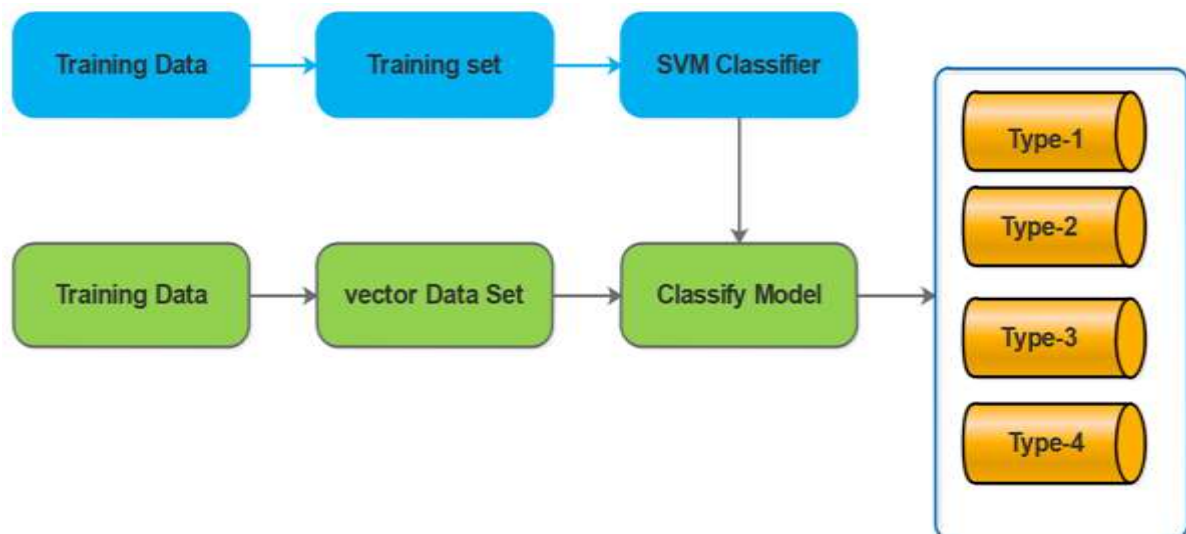 Training Data
Training set
SVM Classifier
Type-1
Type-2
Training Data
vector Data Set
Classify Model
Type-3
Type-4